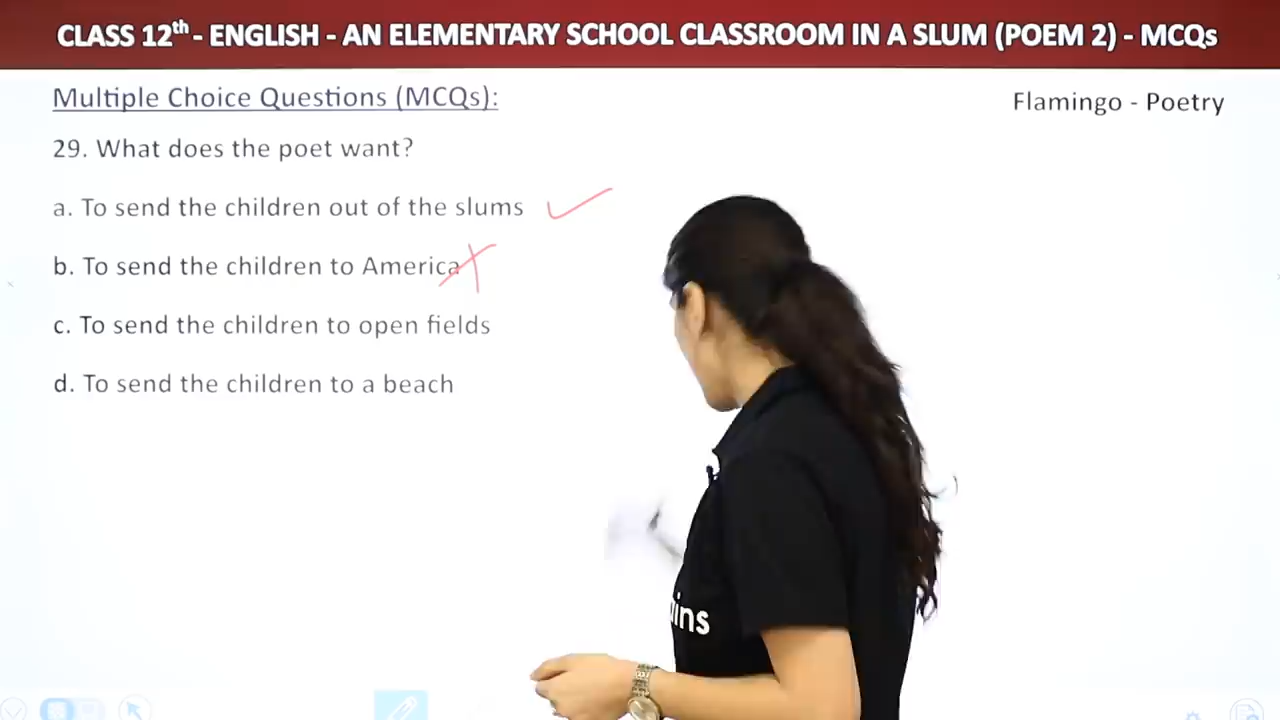 CLASS 12th - ENGLISH - AN ELEMENTARY SCHOOL CLASSROOM IN A SLUM (POEM 2) - MCQs
Multiple Choice Questions (MCQs):
Flamingo - Poetry
29. What does the poet want?
a. To send the children out of the slums
b. To send the children to America
c. To send the children to open fields
d. To send the children to a beach